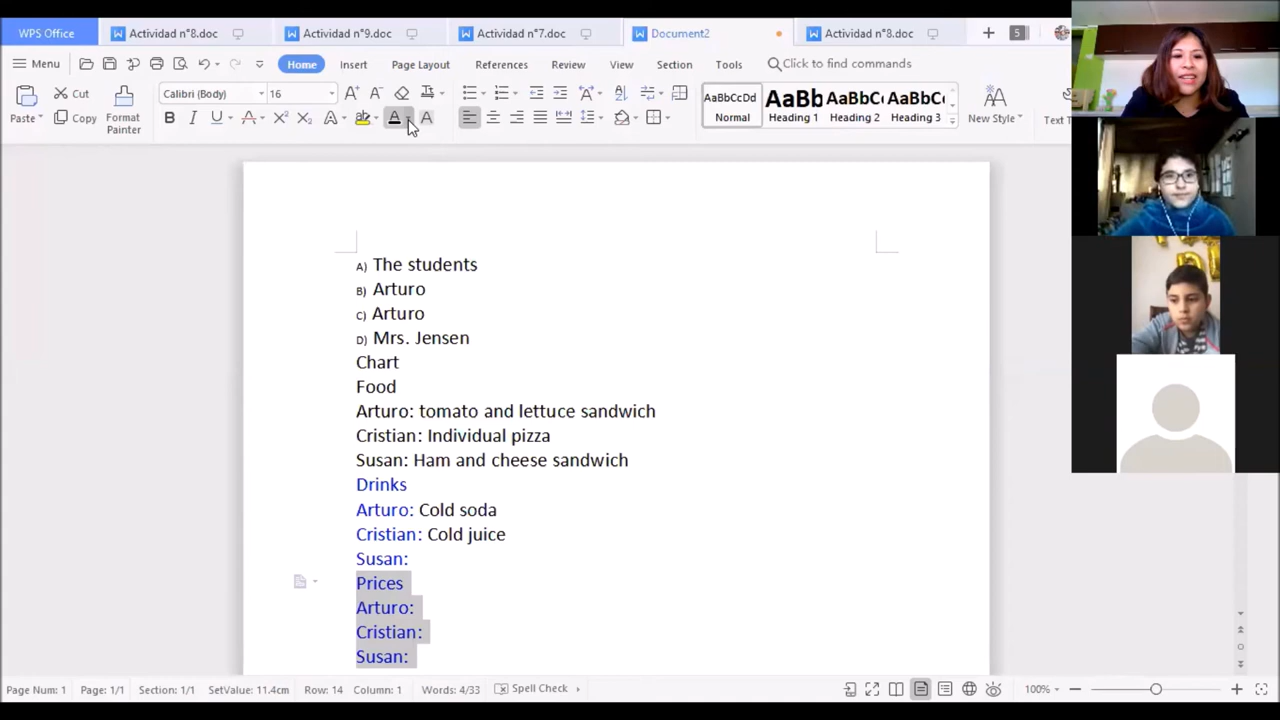 WPS Office Actividad n°8.doc Actividad n°9.doc Actividad n°7.doc Document2 Actividad n°8.doc 5
Menu Home Insert Page Layout References Review View Section Tools Click to find commands
Cut Calibri (Body) 16 AaBbCcDd AaBb AaBbC AaBbC
Paste Copy Format Painter Normal Heading 1 Heading 2 Heading 3 New Style Text T
A) The students
B) Arturo
C) Arturo
D) Mrs. Jensen
Chart
Food
Arturo: tomato and lettuce sandwich
Cristian: Individual pizza
Susan: Ham and cheese sandwich
Drinks
Arturo: Cold soda
Cristian: Cold juice
Susan:
Prices
Arturo:
Cristian:
Susan:
Page Num: 1 Page: 1/1 Section: 1/1 SetValue: 11.4cm Row: 14 Column: 1 Words: 4/33 Spell Check 100%